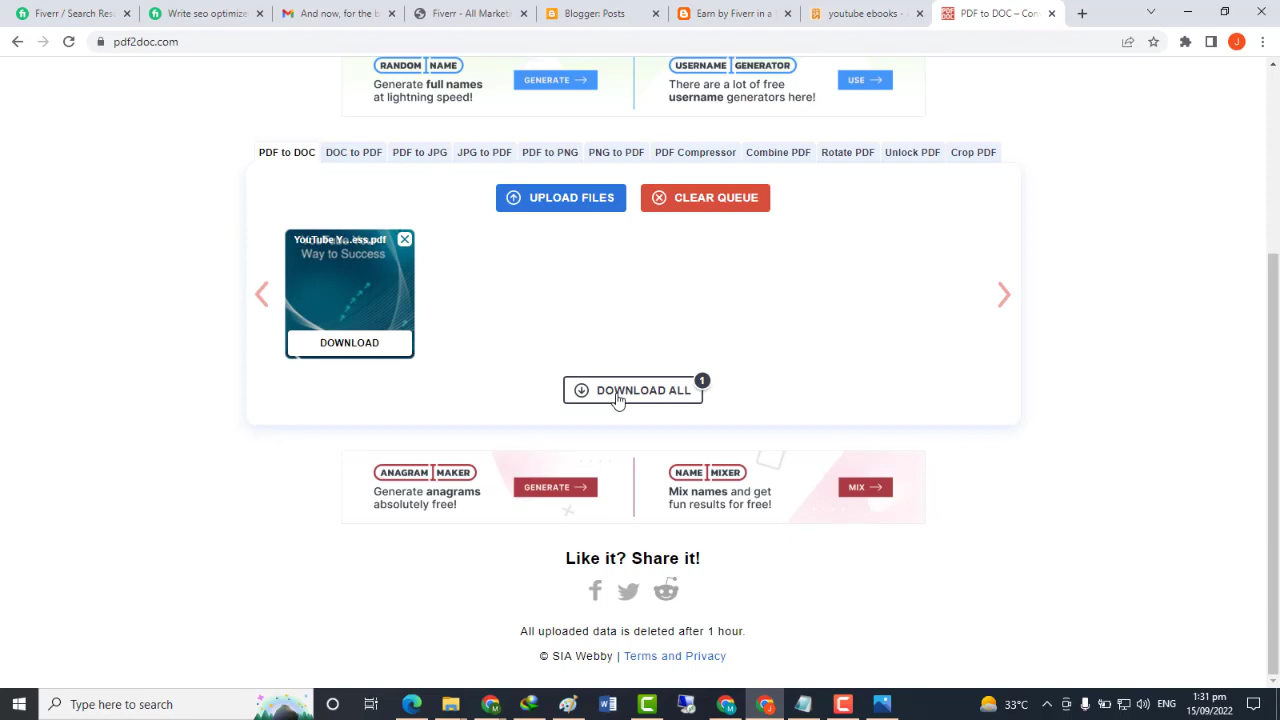 Fiver / Search Res
Write seo optimize
And now, for the b
Fiverr - All Marketa
Blogger: Posts
Earn by Fiverr in a
youtube ebooks -
PDF to DOC – Con
pdf2doc.com
J
RANDOM NAME
Generate full names
at lightning speed!
GENERATE
USERNAME GENERATOR
There are a lot of free
username generators here!
USE
PDF to DOC
DOC to PDF
PDF to JPG
JPG to PDF
PDF to PNG
PNG to PDF
PDF Compressor
Combine PDF
Rotate PDF
Unlock PDF
Crop PDF
UPLOAD FILES
CLEAR QUEUE
YouTube Y...ess.pdf
Way to Success
DOWNLOAD
DOWNLOAD ALL
1
ANAGRAM MAKER
Generate anagrams
absolutely free!
GENERATE
NAME MIXER
Mix names and get
fun results for free!
MIX
Like it? Share it!
All uploaded data is deleted after 1 hour.
© SIA Webby | Terms and Privacy
Type here to search
33°C
ENG
1:31 pm
15/09/2022